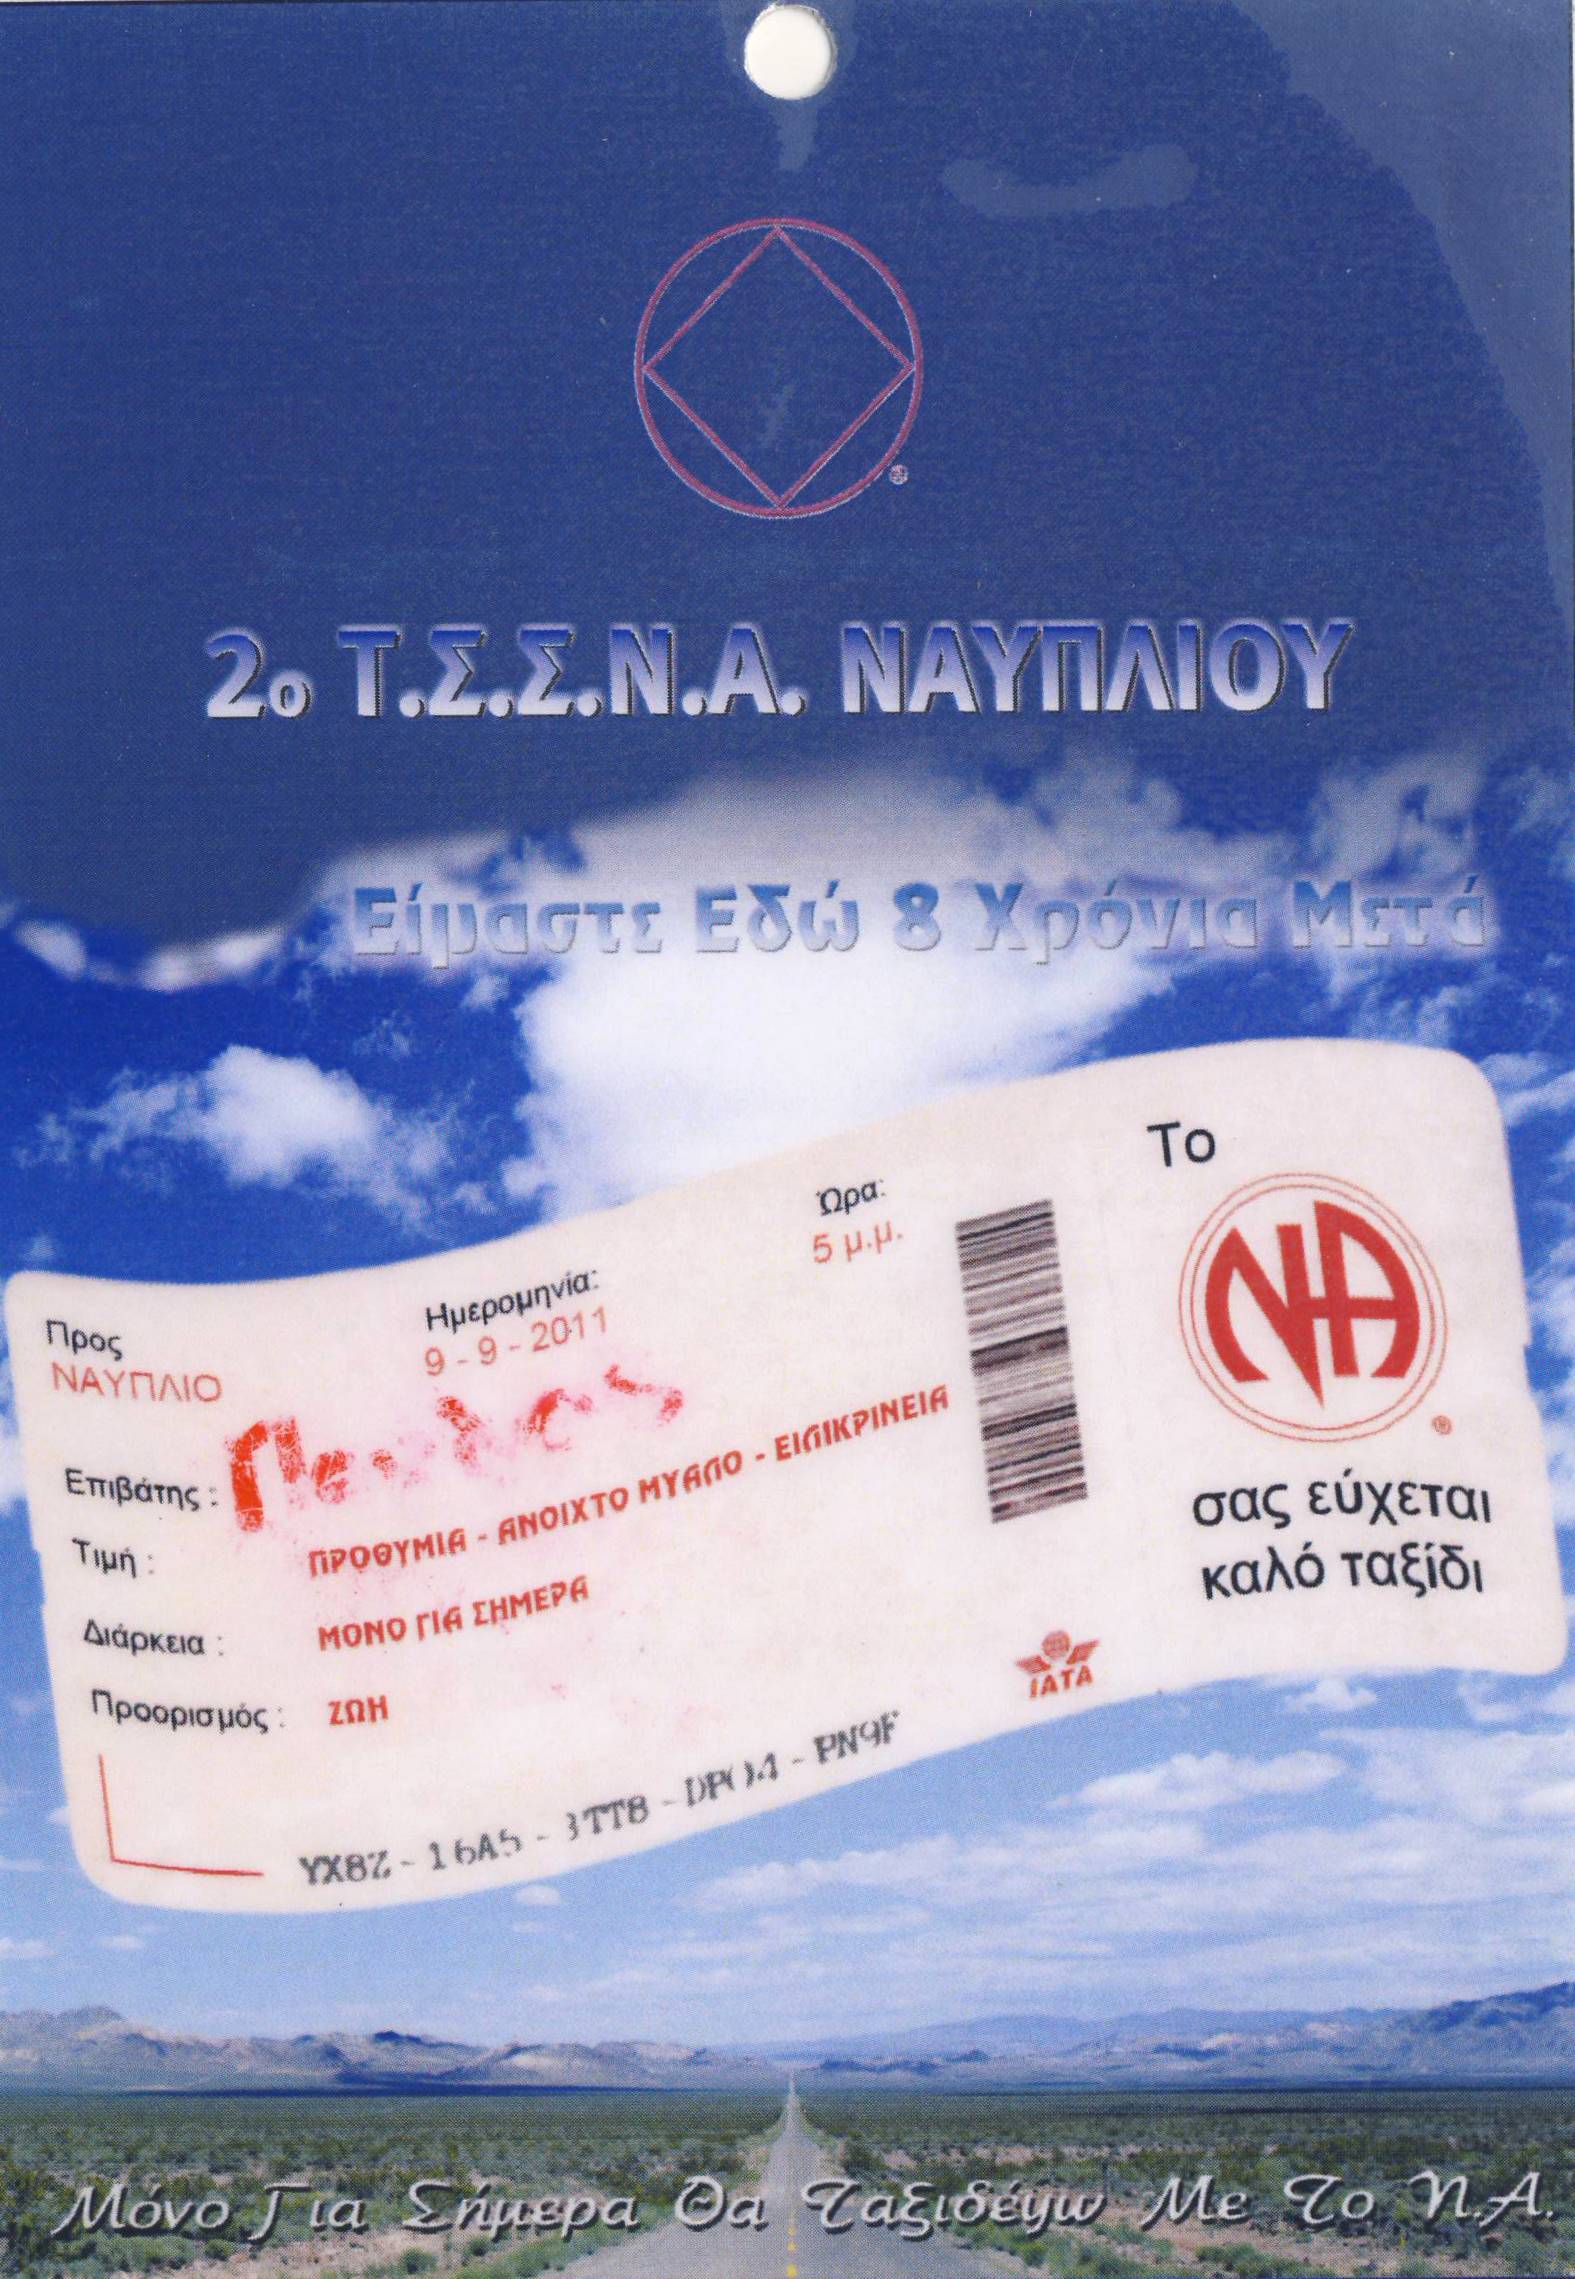 2ο Τ.Σ.Σ.Ν.Α. ΝΑΥΠΛΙΟΥ
Είμαστε Εδώ 8 Χρόνια Μετά
Προς
ΝΑΥΠΛΙΟ
Ημερομηνία:
9 - 9 - 2011
Ώρα:
5 μ.μ.
Επιβάτης :
Τιμή : ΠΡΟΘΥΜΙΑ - ΑΝΟΙΧΤΟ ΜΥΑΛΟ - ΕΙΛΙΚΡΙΝΕΙΑ
Διάρκεια : ΜΟΝΟ ΓΙΑ ΣΗΜΕΡΑ
Προορισμός : ΖΩΗ
YX8Z - 16A5 - 3TT8 - DP04 - PN9F
IATA
Το
NA
σας εύχεται
καλό ταξίδι
Μόνο Για Σήμερα Θα Ταξιδέψω Με Το Ν.Α.